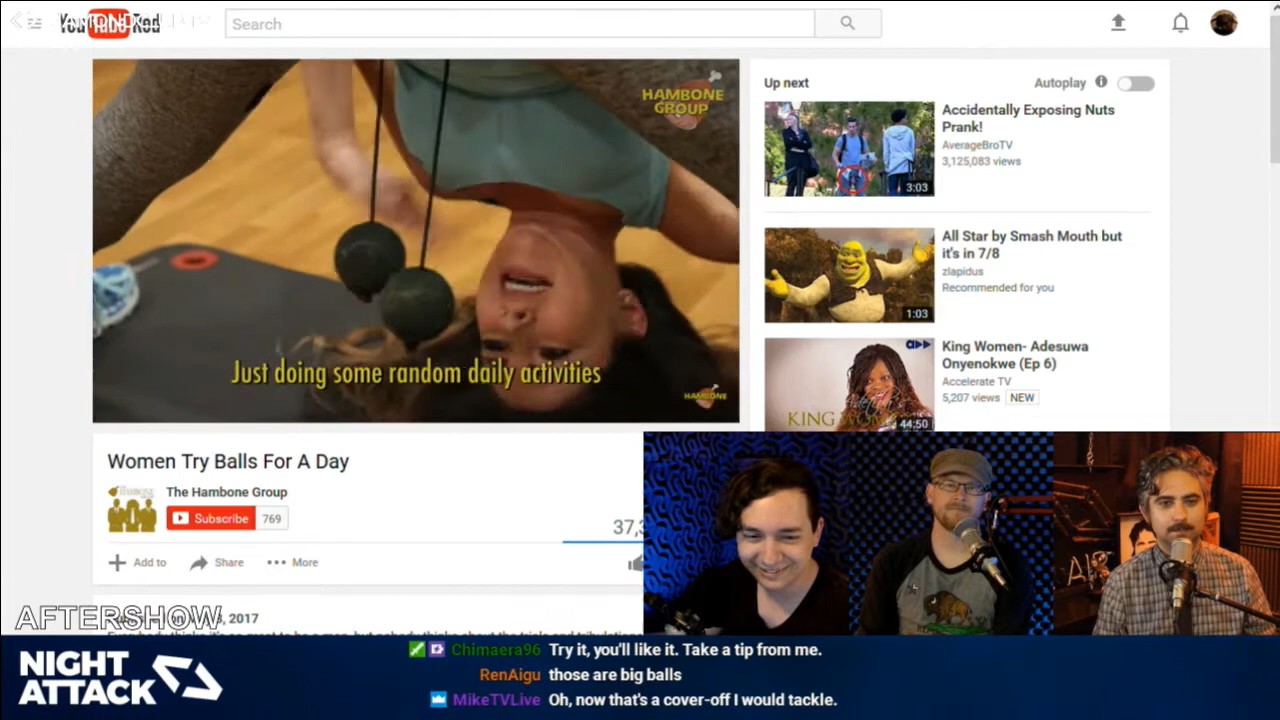 Search
HAMBONE
GROUP
Just doing some random daily activities
HAMBONE
Up next
Autoplay
Accidentally Exposing Nuts
Prank!
AverageBroTV
3,125,083 views
3:03
All Star by Smash Mouth but
it's in 7/8
zlapidus
Recommended for you
1:03
King Women- Adesuwa
Onyenokwe (Ep 6)
Accelerate TV
5,207 views NEW
44:50
Women Try Balls For A Day
The Hambone Group
Subscribe 769
37,3
Add to Share More
AFTERSHOW
3, 2017
NIGHT
ATTACK
Chimaera96 Try it, you'll like it. Take a tip from me.
RenAigu those are big balls
MikeTVLive Oh, now that's a cover-off I would tackle.